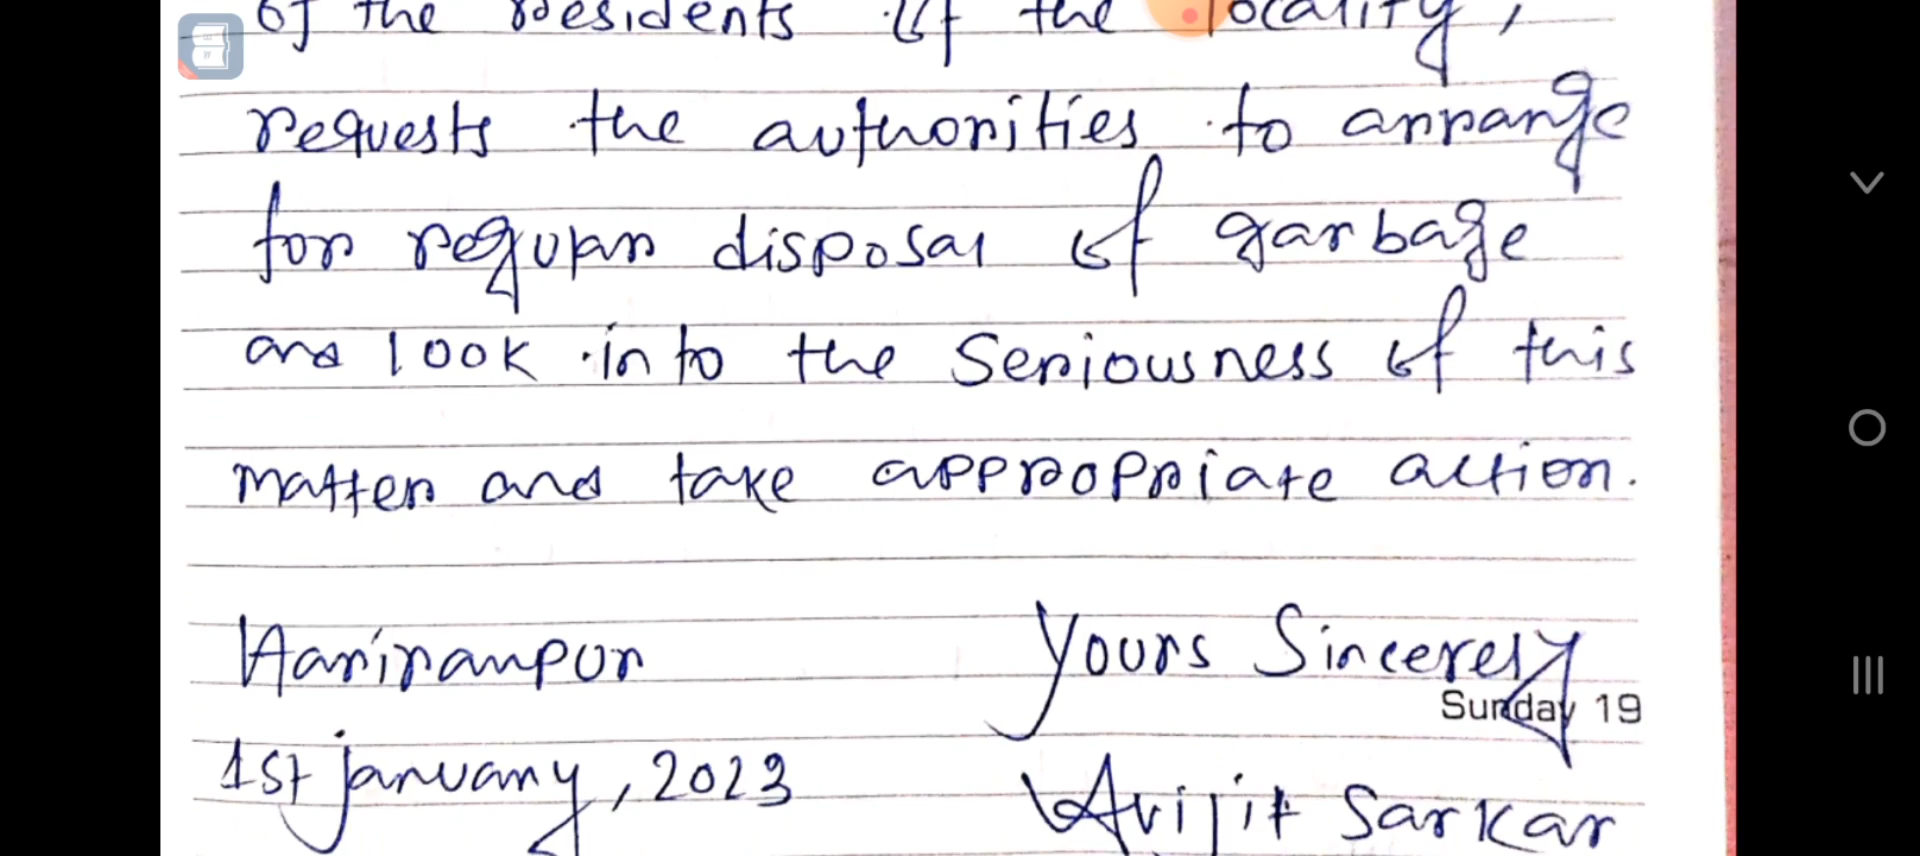 of the residents of the locality,
requests the authorities to arrange
for regular disposal of garbage
and look into the Seriousness of this
matter and take appropriate action.
Harirampur
Yours Sincerely
Sunday 19
1st january, 2023
Avijit Sarkar